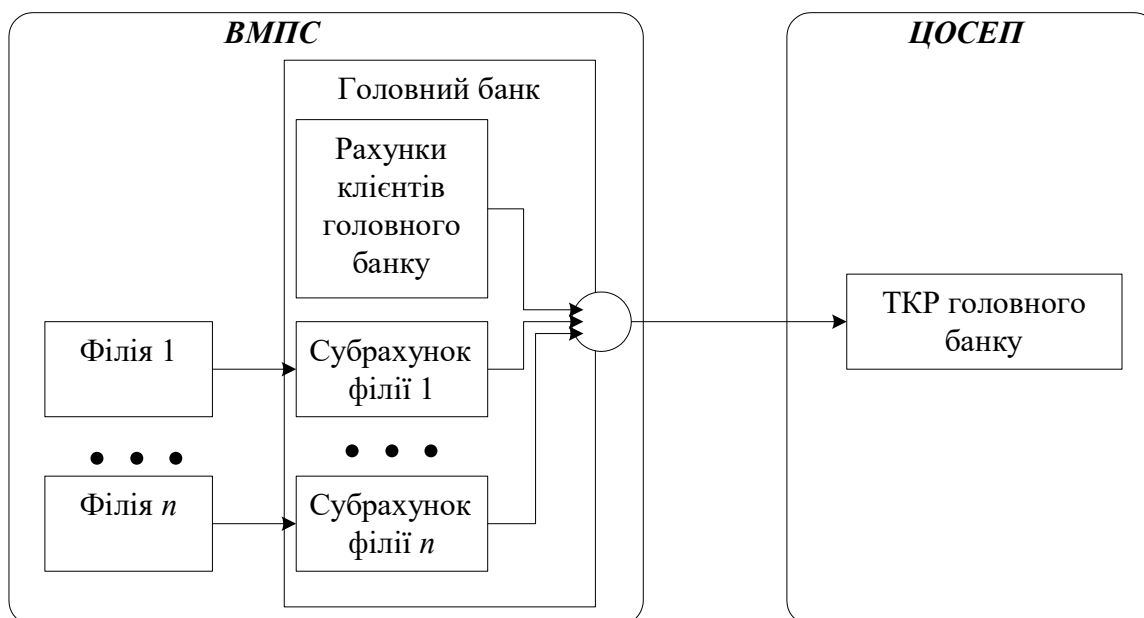 ВМПС
ЦОСЕП
Головний банк
Рахунки
клієнтів
головного
банку
ТКР головного
банку
Філія 1
Субрахунок
філії 1
Філія n
Субрахунок
філії n